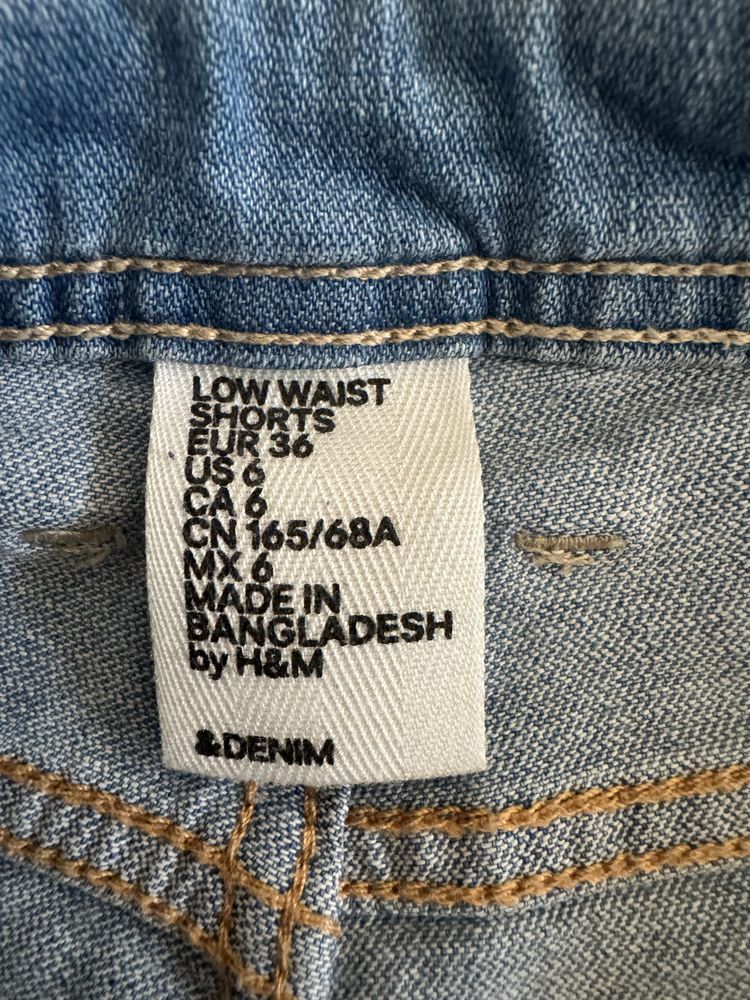 LOW WAIST
SHORTS
EUR 36
US 6
CA 6
CN 165/68A
MX 6
MADE IN
BANGLADESH
by H&M
&DENIM